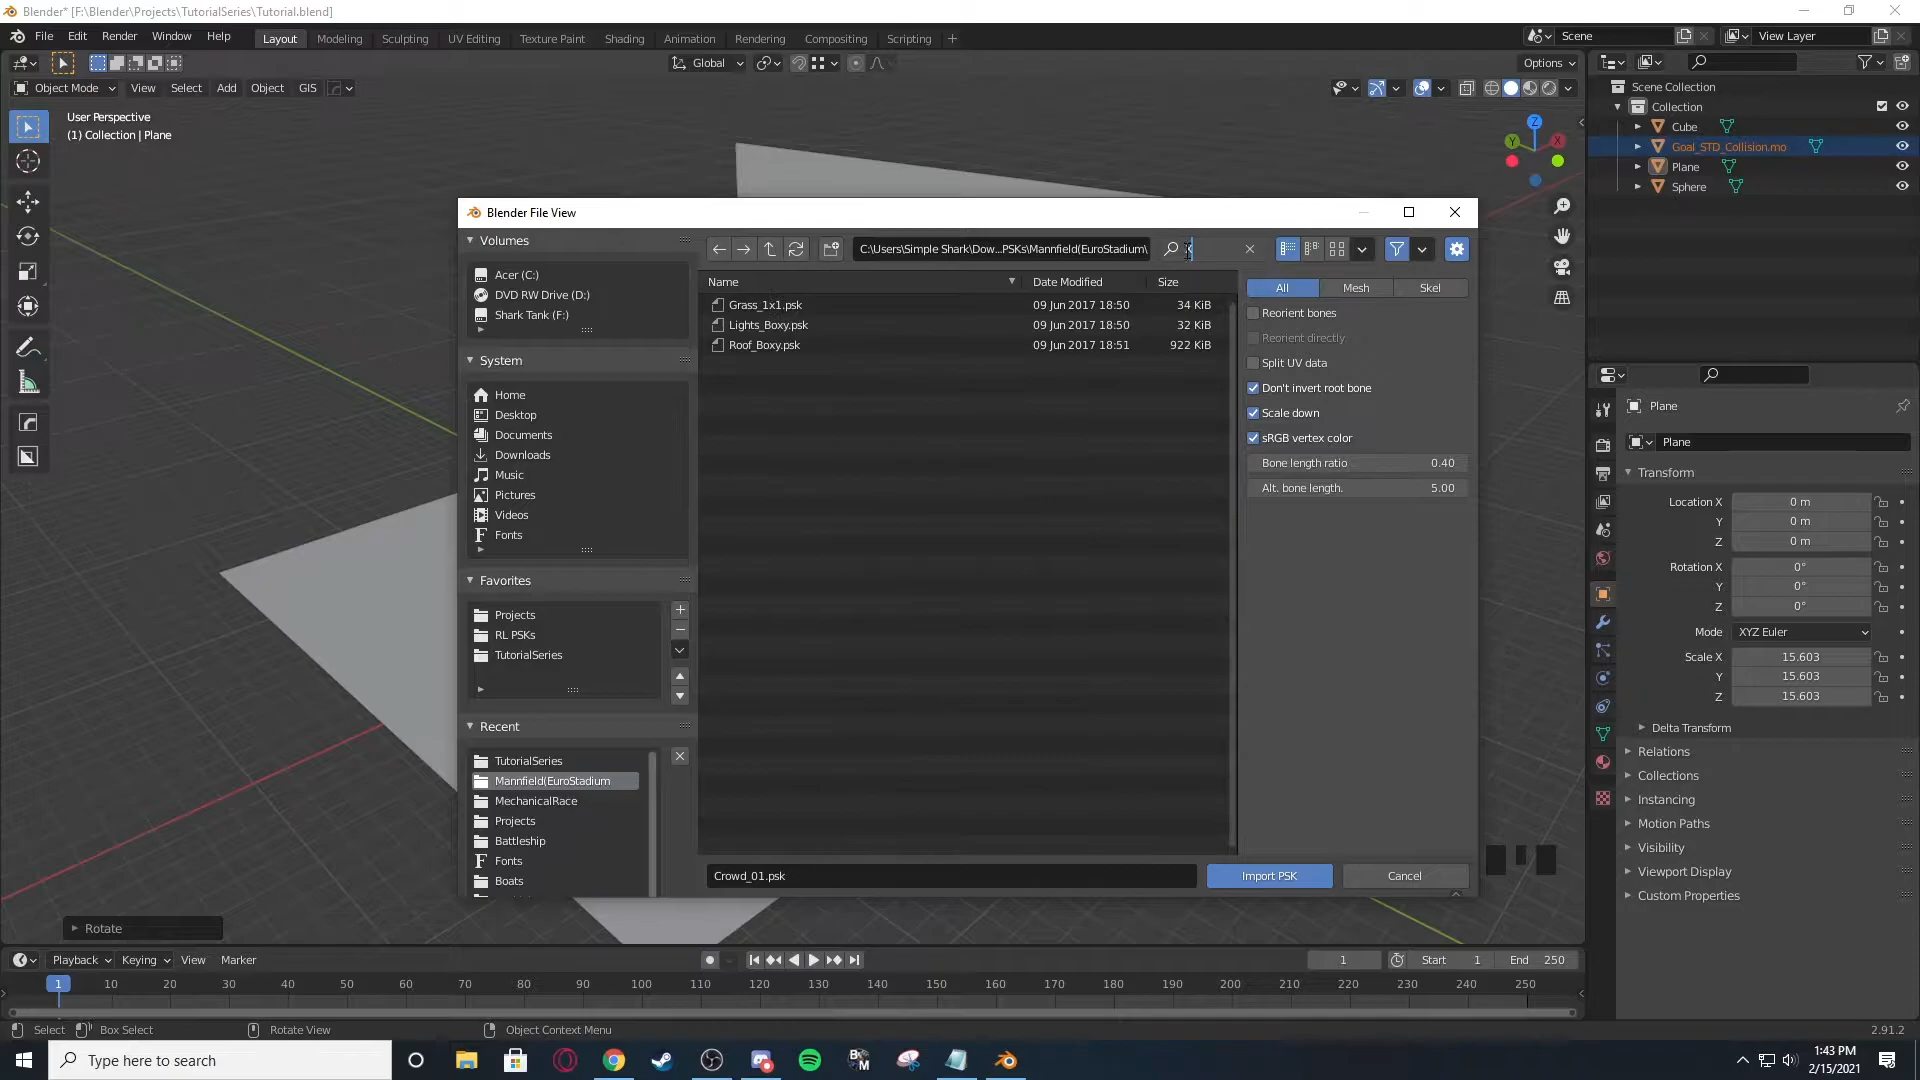 Blender* [F:\Blender\Projects\TutorialSeries\Tutorial.blend]
File Edit Render Window Help
Layout Modeling Sculpting UV Editing Texture Paint Shading Animation Rendering Compositing Scripting
Scene
View Layer
Global
Options
Object Mode View Select Add Object GIS
User Perspective
(1) Collection | Plane
Z
Y
X
Scene Collection
Collection
Cube
Goal_STD_Collision.mo
Plane
Sphere
Blender File View
Volumes
Acer (C:)
DVD RW Drive (D:)
Shark Tank (F:)
System
Home
Desktop
Documents
Downloads
Music
Pictures
Videos
Fonts
Favorites
Projects
RL PSKs
TutorialSeries
Recent
TutorialSeries
Mannfield(EuroStadium
MechanicalRace
Projects
Battleship
Fonts
Boats
C:\Users\Simple Shark\Dow...PSKs\Mannfield(EuroStadium\
Name Date Modified Size
Grass_1x1.psk 09 Jun 2017 18:50 34 KiB
Lights_Boxy.psk 09 Jun 2017 18:50 32 KiB
Roof_Boxy.psk 09 Jun 2017 18:51 922 KiB
All Mesh Skel
Reorient bones
Reorient directly
Split UV data
Don't invert root bone
Scale down
sRGB vertex color
Bone length ratio 0.40
Alt. bone length. 5.00
Crowd_01.psk
Import PSK
Cancel
Plane
Plane
Transform
Location X 0 m
Y 0 m
Z 0 m
Rotation X 0°
Y 0°
Z 0°
Mode XYZ Euler
Scale X 15.603
Y 15.603
Z 15.603
Delta Transform
Relations
Collections
Instancing
Motion Paths
Visibility
Viewport Display
Custom Properties
Rotate
Playback Keying View Marker
1 Start 1 End 250
1 10 20 30 40 50 60 70 80 90 100 110 120 130 140 150 160 170 180 190 200 210 220 230 240 250
Select Box Select Rotate View Object Context Menu 2.91.2
Type here to search
1:43 PM
2/15/2021